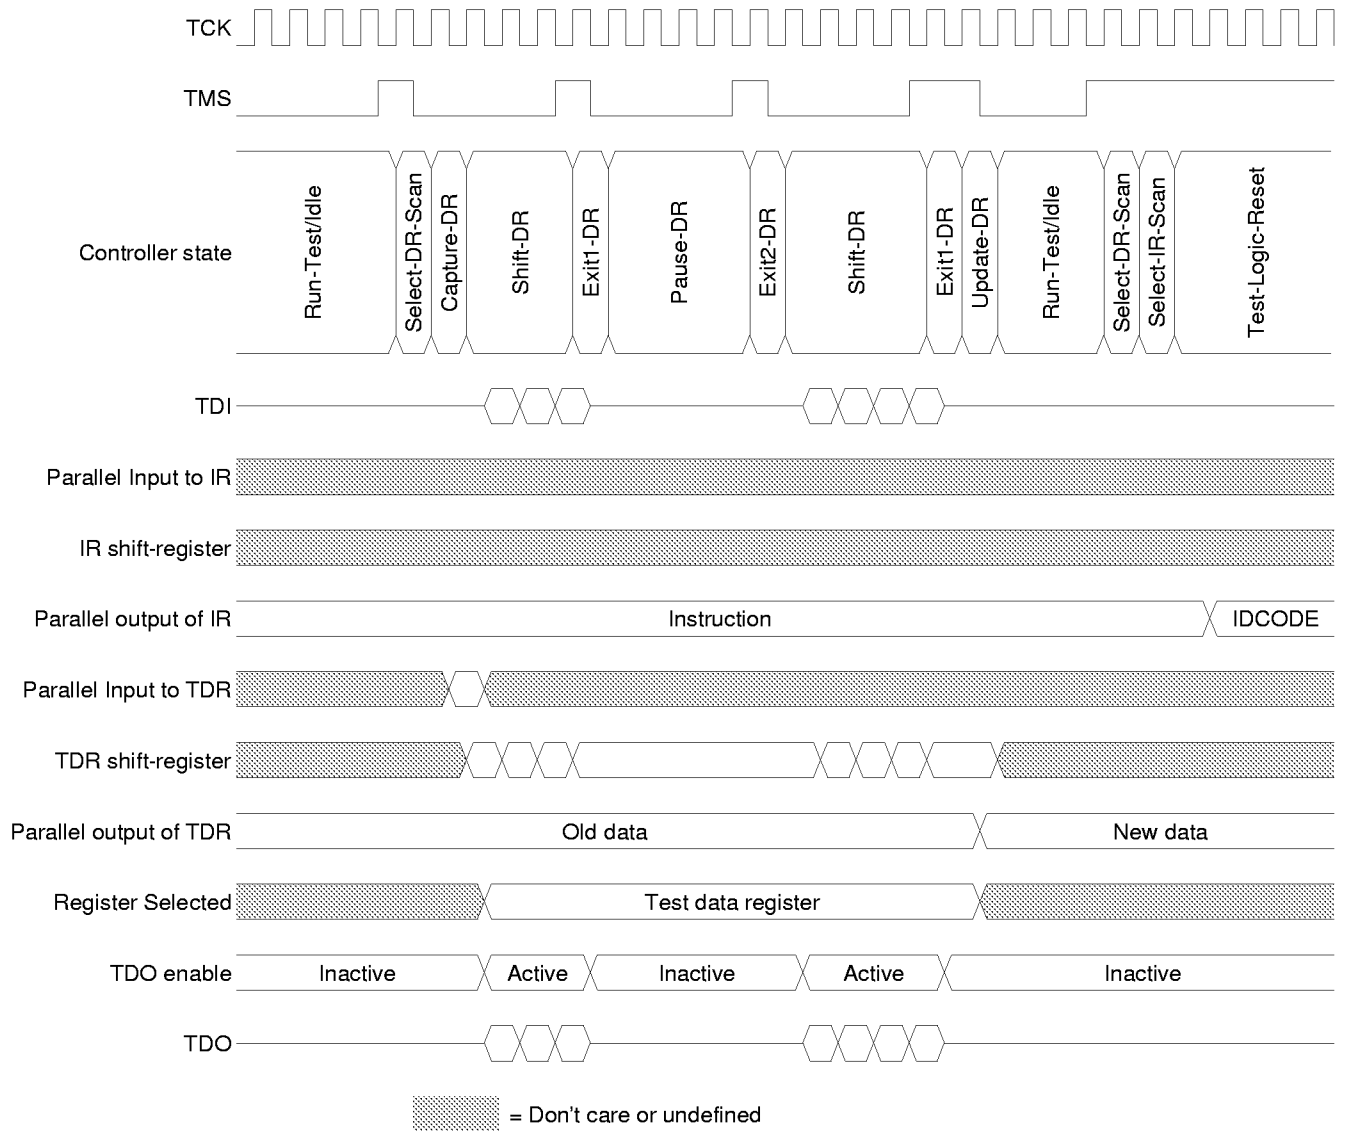 TCK
TMS
Controller state
Run-Test/Idle
Select-DR-Scan
Capture-DR
Shift-DR
Exit1-DR
Pause-DR
Exit2-DR
Shift-DR
Exit1-DR
Update-DR
Run-Test/Idle
Select-DR-Scan
Select-IR-Scan
Test-Logic-Reset
TDI
Parallel Input to IR
IR shift-register
Parallel output of IR
Instruction
IDCODE
Parallel Input to TDR
TDR shift-register
Parallel output of TDR
Old data
New data
Register Selected
Test data register
TDO enable
Inactive
Active
Inactive
Active
Inactive
TDO
= Don't care or undefined